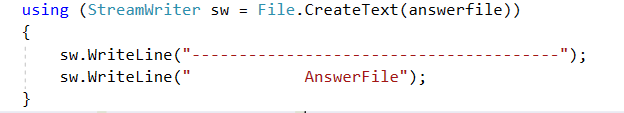 using (StreamWriter sw = File.CreateText(answerfile))
{
    sw.WriteLine("---------------------------------------");
    sw.WriteLine("            AnswerFile");
}